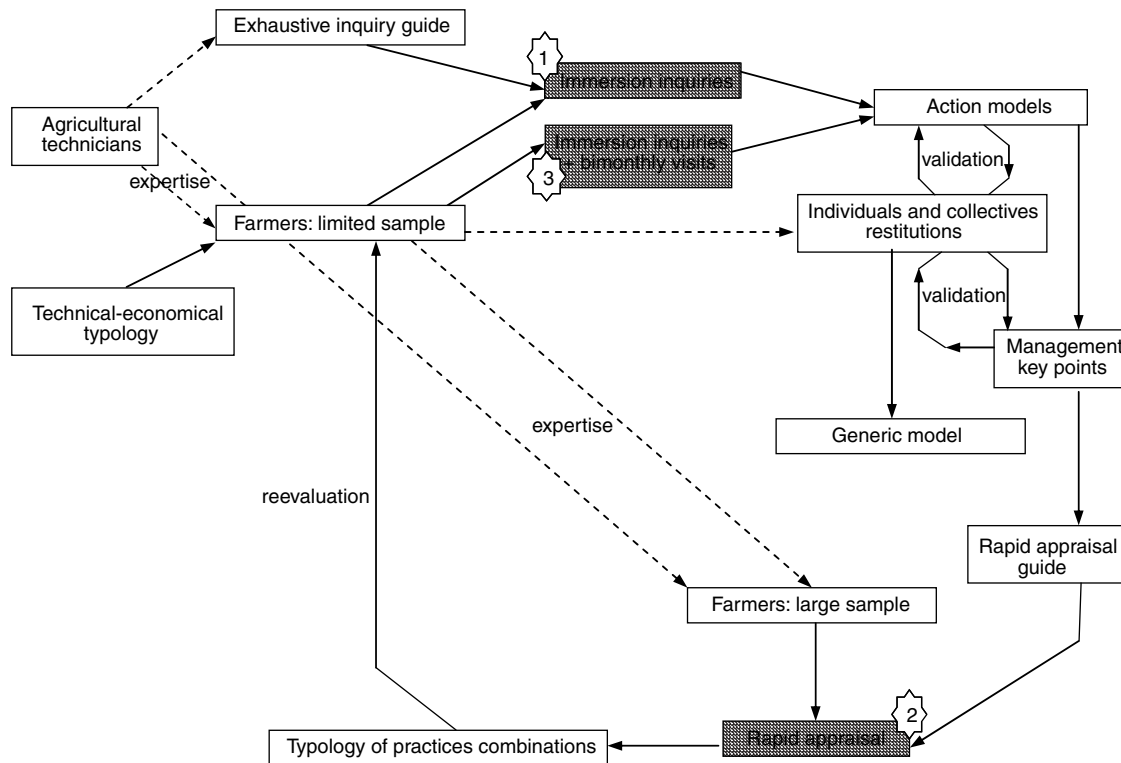 Exhaustive inquiry guide
1
Immersion inquiries
Action models
Agricultural
technicians
Immersion inquiries
+ bimonthly visits
3
validation
expertise
Farmers: limited sample
Individuals and collectives
restitutions
Technical-economical
typology
validation
Management
key points
expertise
Generic model
reevaluation
Rapid appraisal
guide
Farmers: large sample
2
Rapid appraisal
Typology of practices combinations